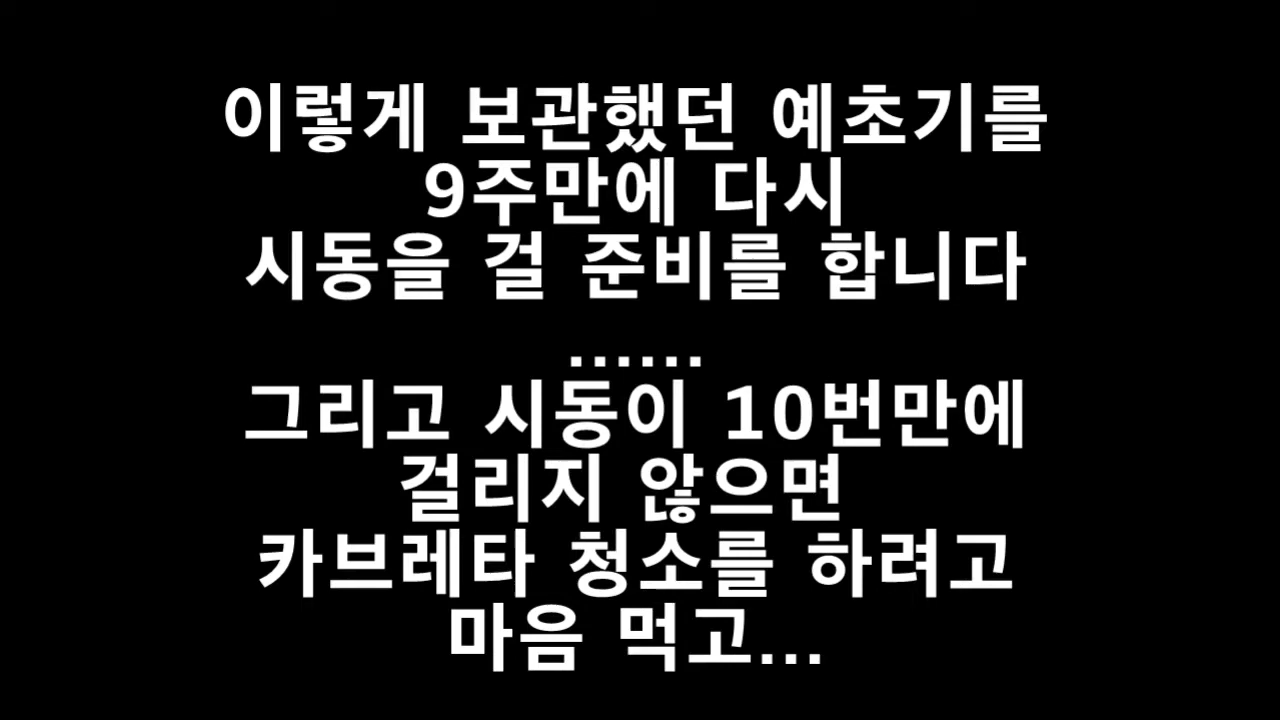 이렇게 보관했던 예초기를
9주만에 다시
시동을 걸 준비를 합니다
......
그리고 시동이 10번만에
걸리지 않으면
카브레타 청소를 하려고
마음 먹고...